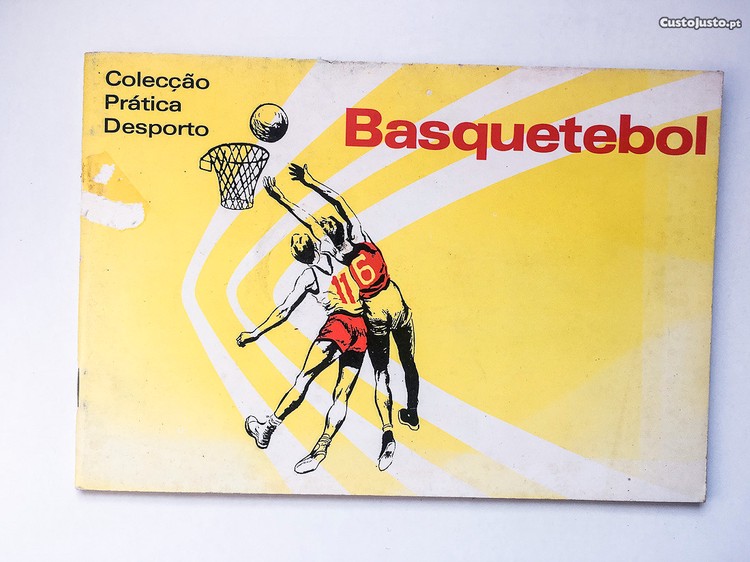 CustoJusto.pt
Colecção
Prática
Desporto
Basquetebol
11
6